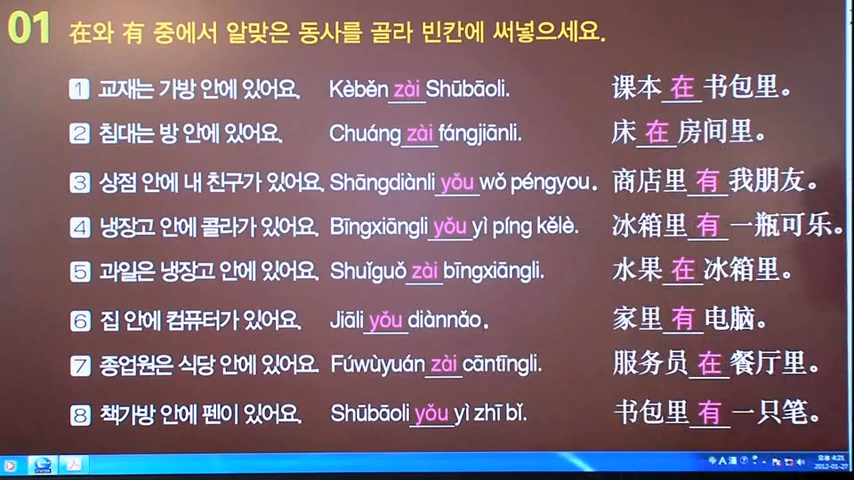 01 在와 有 중에서 알맞은 동사를 골라 빈칸에 써넣으세요.
1 교재는 가방 안에 있어요. Kèběn zài Shūbāoli. 课本 在 书包里。
2 침대는 방 안에 있어요. Chuáng zài fángjiānli. 床 在 房间里。
3 상점 안에 내 친구가 있어요. Shāngdiànli yǒu wǒ péngyou. 商店里 有 我朋友。
4 냉장고 안에 콜라가 있어요. Bīngxiāngli yǒu yì píng kělè. 冰箱里 有 一瓶可乐。
5 과일은 냉장고 안에 있어요. Shuǐguǒ zài bīngxiāngli. 水果 在 冰箱里。
6 집 안에 컴퓨터가 있어요. Jiāli yǒu diànnǎo. 家里 有 电脑。
7 종업원은 식당 안에 있어요. Fúwùyuán zài cāntīngli. 服务员 在 餐厅里。
8 책가방 안에 펜이 있어요. Shūbāoli yǒu yì zhī bǐ. 书包里 有 一只笔。
A 漢
오후 4:21
2012-01-27